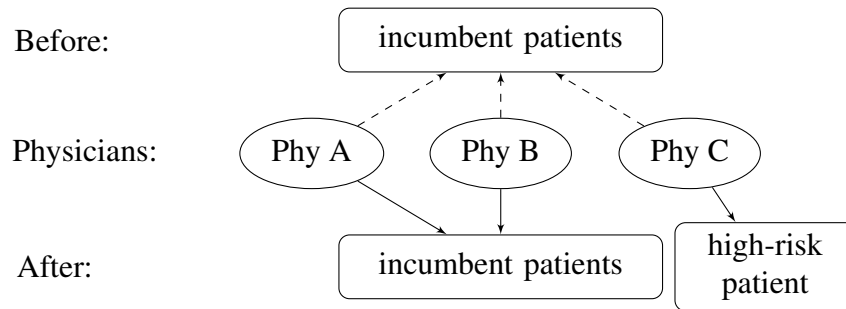 Before:
incumbent patients
Physicians:
Phy A
Phy B
Phy C
After:
incumbent patients
high-risk
patient